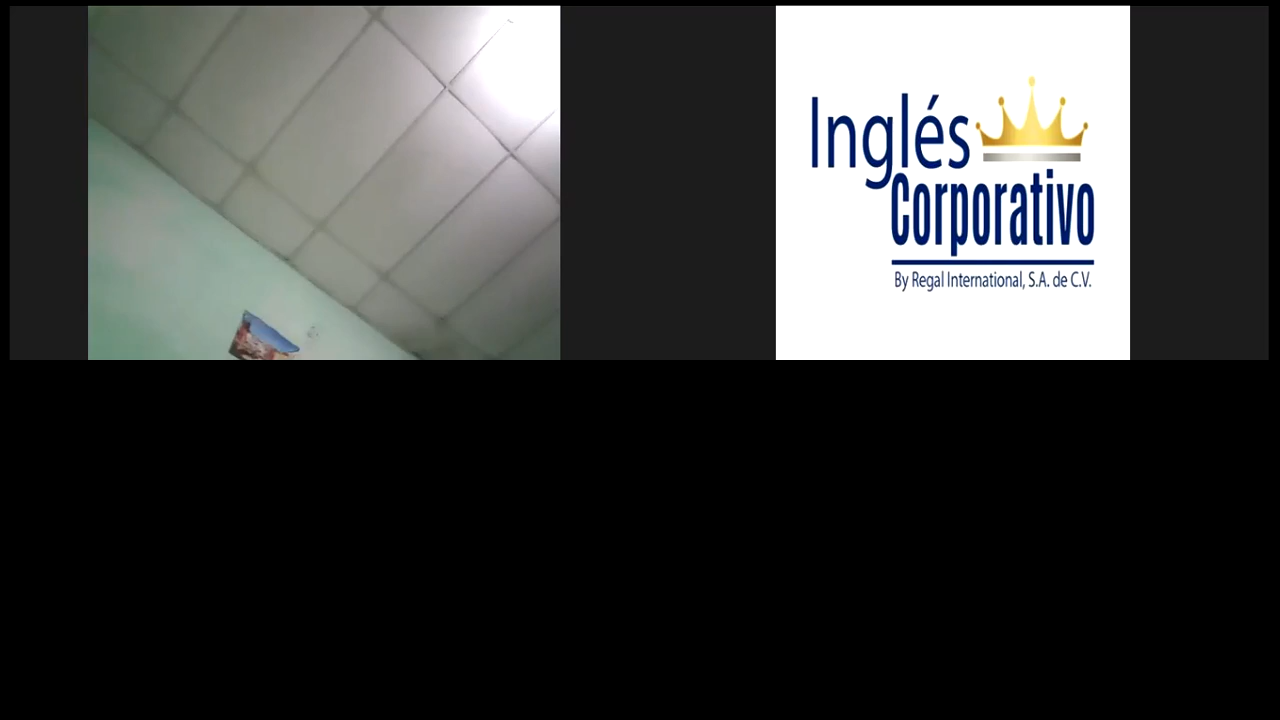 Inglés
Corporativo
By Regal International, S.A. de C.V.